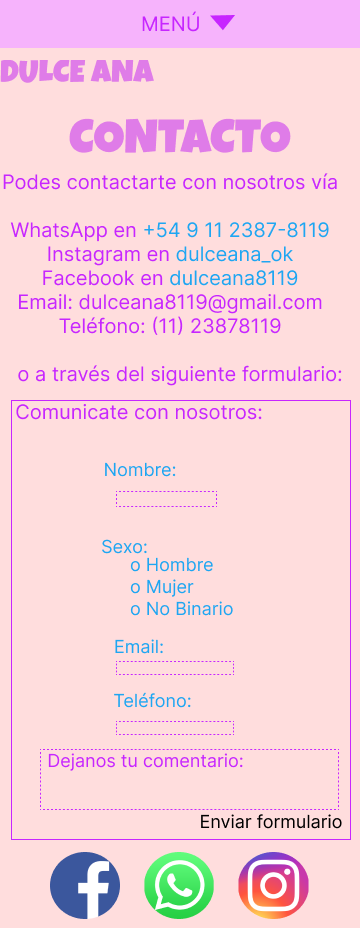 MENÚ
DULCE ANA
CONTACTO
Podes contactarte con nosotros vía
WhatsApp en +54 9 11 2387-8119
Instagram en dulceana_ok
Facebook en dulceana8119
Email: dulceana8119@gmail.com
Teléfono: (11) 23878119
o a través del siguiente formulario:
Comunicate con nosotros:
Nombre:
Sexo:
o Hombre
o Mujer
o No Binario
Email:
Teléfono:
Dejanos tu comentario:
Enviar formulario